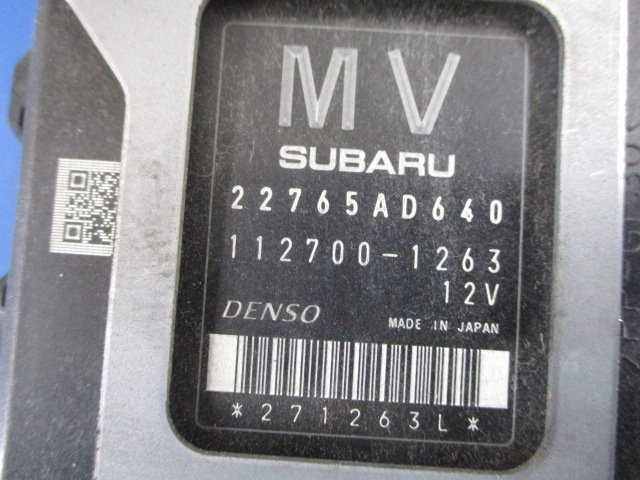 MV
SUBARU
22765AD640
112700-1263
12V
DENSO
MADE IN JAPAN
*271263L*